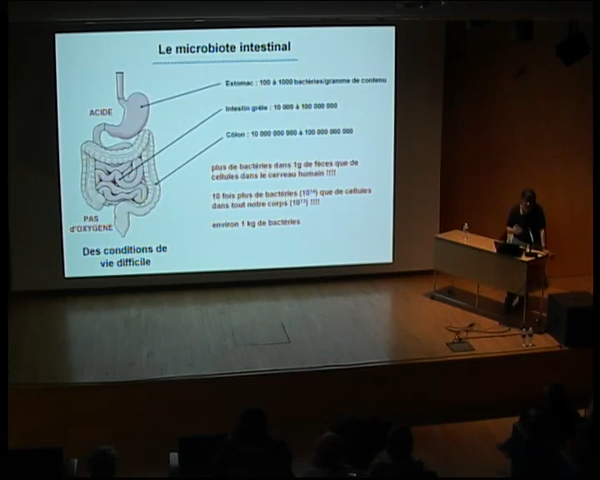 Le microbiote intestinal
Estomac : 100 à 1000 bactéries/gramme de contenu
ACIDE
Intestin grêle : 10 000 à 100 000 000
Côlon : 10 000 000 000 à 100 000 000 000
plus de bactéries dans 1g de fèces que de
cellules dans le cerveau humain !!!!
10 fois plus de bactéries (10¹⁴) que de cellules
dans tout notre corps (10¹³) !!!!
PAS
d'OXYGENE
environ 1 kg de bactéries
Des conditions de
vie difficile